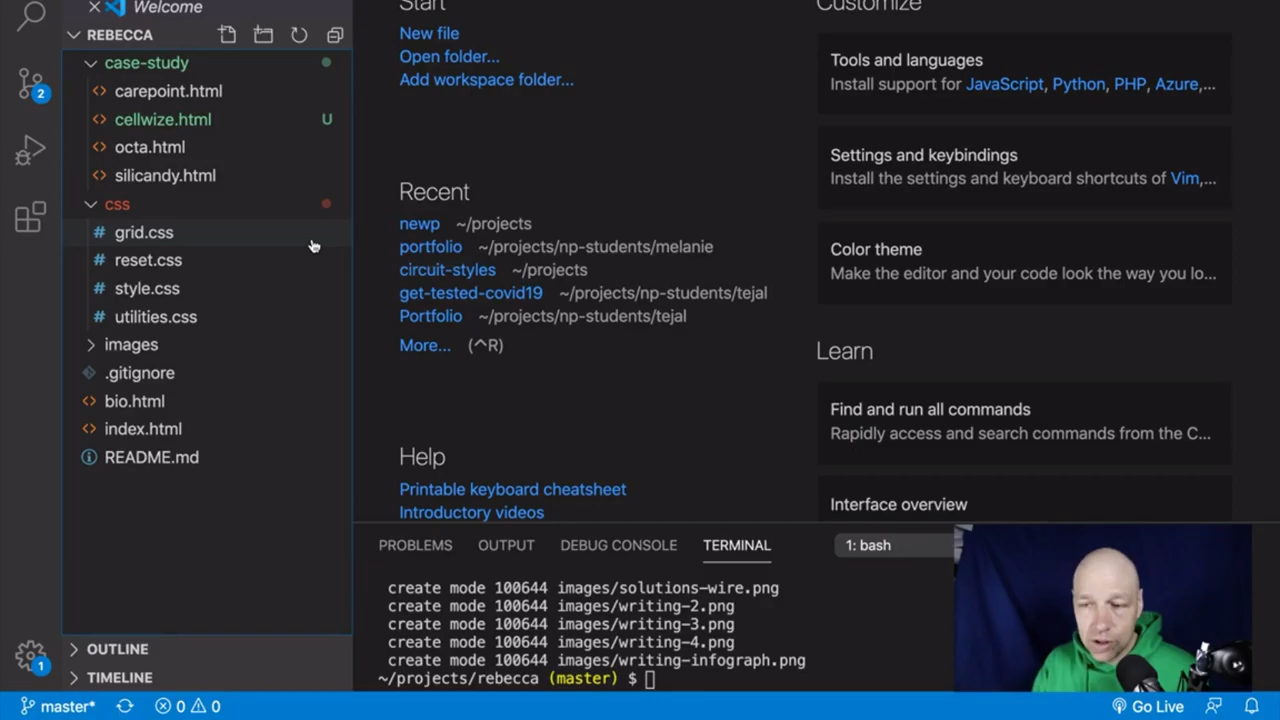 Welcome
REBECCA
case-study
carepoint.html
cellwize.html U
octa.html
silicandy.html
css
grid.css
reset.css
style.css
utilities.css
images
.gitignore
bio.html
index.html
README.md
OUTLINE
TIMELINE
2
1
Start
New file
Open folder...
Add workspace folder...
Recent
newp ~/projects
portfolio ~/projects/np-students/melanie
circuit-styles ~/projects
get-tested-covid19 ~/projects/np-students/tejal
Portfolio ~/projects/np-students/tejal
More... (^R)
Help
Printable keyboard cheatsheet
Introductory videos
Customize
Tools and languages
Install support for JavaScript, Python, PHP, Azure,...
Settings and keybindings
Install the settings and keyboard shortcuts of Vim,...
Color theme
Make the editor and your code look the way you lo...
Learn
Find and run all commands
Rapidly access and search commands from the C...
Interface overview
PROBLEMS OUTPUT DEBUG CONSOLE TERMINAL 1: bash
create mode 100644 images/solutions-wire.png
create mode 100644 images/writing-2.png
create mode 100644 images/writing-3.png
create mode 100644 images/writing-4.png
create mode 100644 images/writing-infograph.png
~/projects/rebecca (master) $
master* 0 0 Go Live